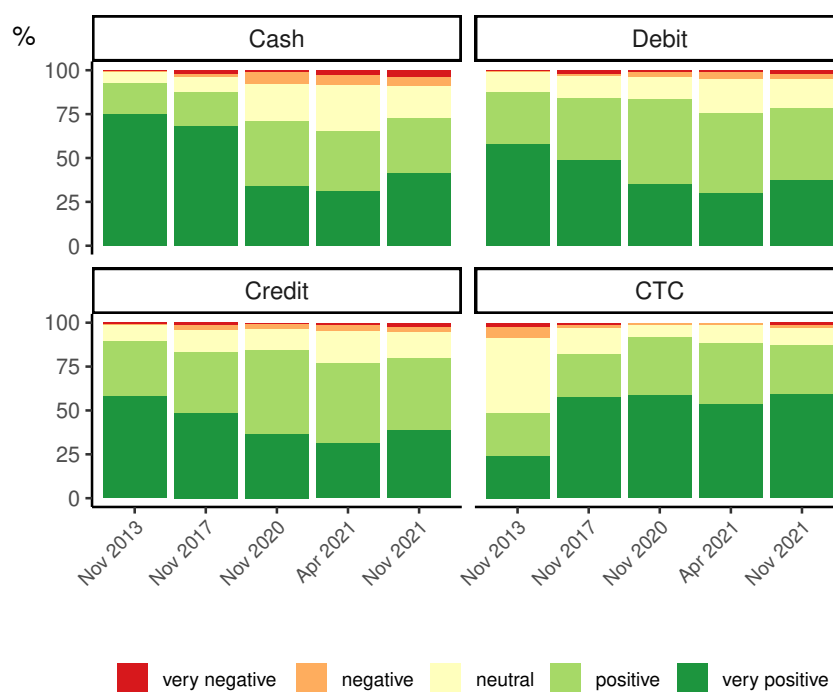 %
Cash
Debit
100
75
50
25
0
Credit
CTC
100
75
50
25
0
Nov 2013
Nov 2017
Nov 2020
Apr 2021
Nov 2021
Nov 2013
Nov 2017
Nov 2020
Apr 2021
Nov 2021
very negative negative neutral positive very positive